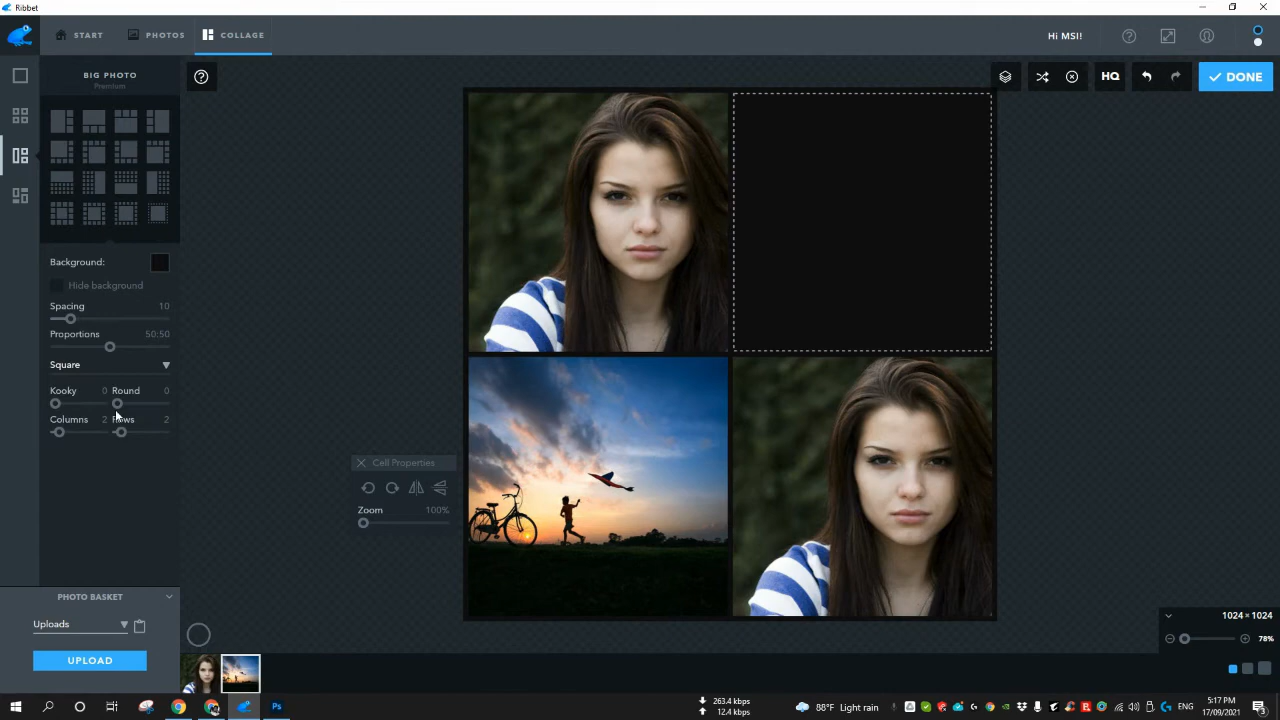 Ribbet
START
PHOTOS
COLLAGE
Hi MSI!
BIG PHOTO
Premium
HQ
DONE
Background:
Hide background
Spacing 10
Proportions 50:50
Square
Kooky 0 Round 0
Columns 2 Rows 2
Cell Properties
Zoom 100%
PHOTO BASKET
Uploads
UPLOAD
1024 × 1024
78%
263.4 kbps
12.4 kbps
88°F Light rain
5:17 PM
17/09/2021